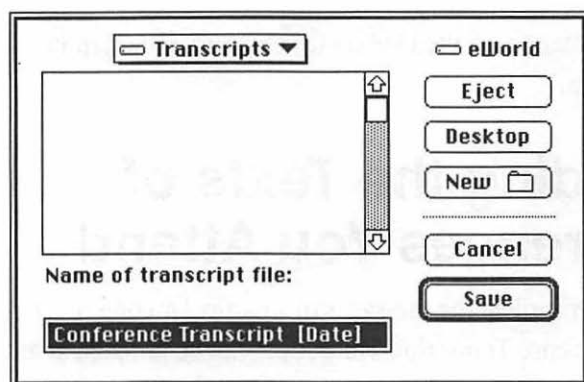 Transcripts
eWorld
Eject
Desktop
New
Cancel
Name of transcript file:
Save
Conference Transcript [Date]